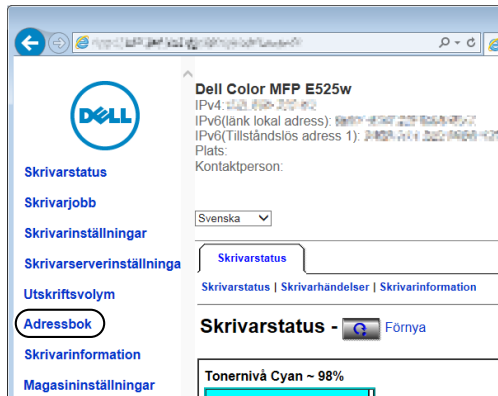 DELL
Skrivarstatus
Skrivarjobb
Skrivarinställningar
Skrivarserverinställninga
Utskriftsvolym
Adressbok
Skrivarinformation
Magasininställningar
Dell Color MFP E525w
IPv4:
IPv6(länk lokal adress):
IPv6(Tillståndslös adress 1):
Plats:
Kontaktperson:
Svenska
Skrivarstatus
Skrivarstatus | Skrivarhändelser | Skrivarinformation
Skrivarstatus - Förnya
Tonernivå Cyan ~ 98%